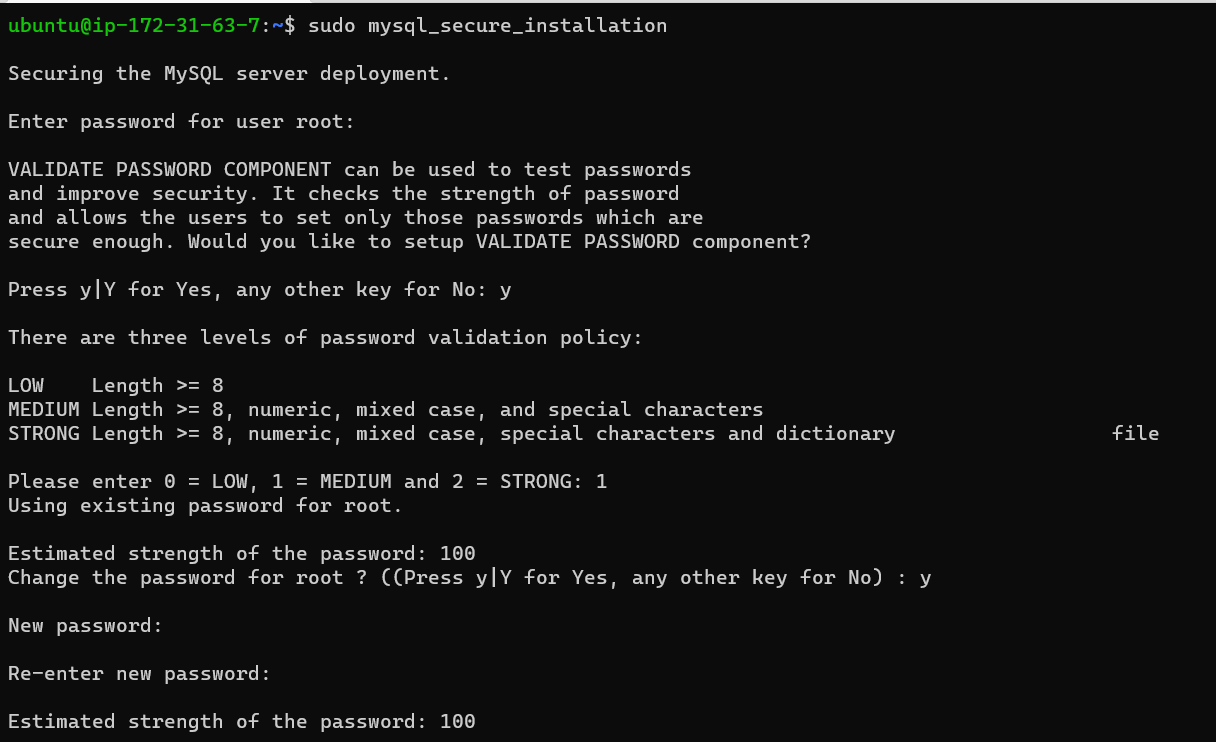 ubuntu@ip-172-31-63-7:~$ sudo mysql_secure_installation
Securing the MySQL server deployment.
Enter password for user root:
VALIDATE PASSWORD COMPONENT can be used to test passwords
and improve security. It checks the strength of password
and allows the users to set only those passwords which are
secure enough. Would you like to setup VALIDATE PASSWORD component?
Press y|Y for Yes, any other key for No: y
There are three levels of password validation policy:
LOW    Length >= 8
MEDIUM Length >= 8, numeric, mixed case, and special characters
STRONG Length >= 8, numeric, mixed case, special characters and dictionary                  file
Please enter 0 = LOW, 1 = MEDIUM and 2 = STRONG: 1
Using existing password for root.
Estimated strength of the password: 100
Change the password for root ? ((Press y|Y for Yes, any other key for No) : y
New password:
Re-enter new password:
Estimated strength of the password: 100